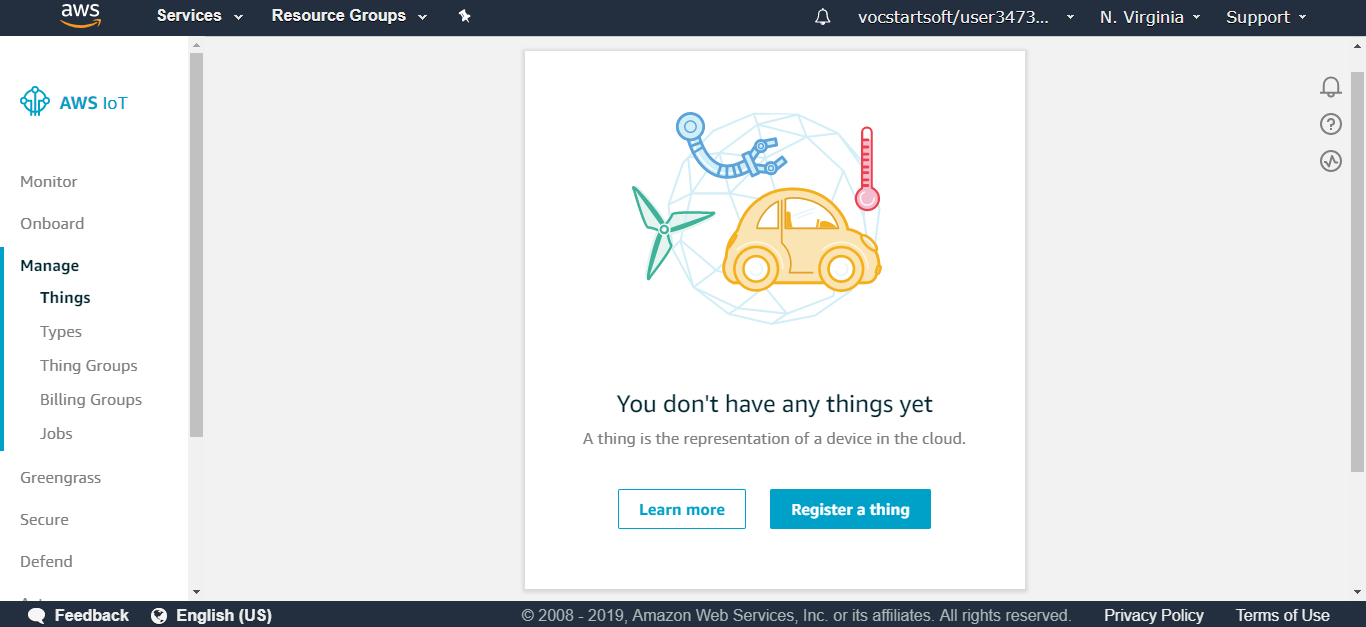 aws Services Resource Groups vocstartsoft/user3473... N. Virginia Support
AWS IoT
Monitor
Onboard
Manage
Things
Types
Thing Groups
Billing Groups
Jobs
Greengrass
Secure
Defend
You don't have any things yet
A thing is the representation of a device in the cloud.
Learn more Register a thing
Feedback English (US) © 2008 - 2019, Amazon Web Services, Inc. or its affiliates. All rights reserved. Privacy Policy Terms of Use